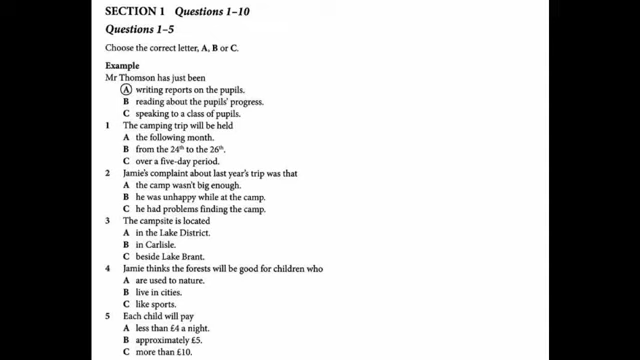 SECTION 1 Questions 1–10
Questions 1–5
Choose the correct letter, A, B or C.
Example
Mr Thomson has just been
A writing reports on the pupils.
B reading about the pupils' progress.
C speaking to a class of pupils.
1 The camping trip will be held
A the following month.
B from the 24th to the 26th.
C over a five-day period.
2 Jamie's complaint about last year's trip was that
A the camp wasn't big enough.
B he was unhappy while at the camp.
C he had problems finding the camp.
3 The campsite is located
A in the Lake District.
B in Carlisle.
C beside Lake Brant.
4 Jamie thinks the forests will be good for children who
A are used to nature.
B live in cities.
C like sports.
5 Each child will pay
A less than £4 a night.
B approximately £5.
C more than £10.